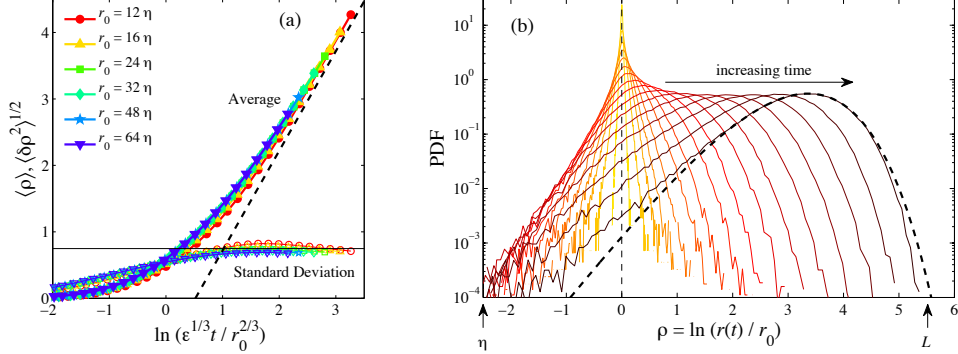 (a)
r0 = 12 η
r0 = 16 η
r0 = 24 η
r0 = 32 η
r0 = 48 η
r0 = 64 η
Average
Standard Deviation
⟨ρ⟩, ⟨δρ²⟩^1/2
4
3
2
1
0
−2 −1 0 1 2 3
ln (ε^1/3 t / r0^2/3)
(b)
increasing time
PDF
10^1
10^0
10^−1
10^−2
10^−3
10^−4
−2 −1 0 1 2 3 4 5 6
η
L
ρ = ln (r(t) / r0)